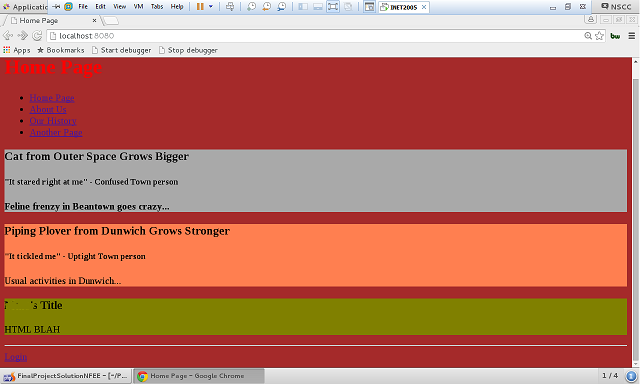 Applications
File Edit View VM Tabs Help
INET2005
NSCC
Home Page
localhost:8080
Apps Bookmarks Start debugger Stop debugger
Home Page
Home Page
About Us
Our History
Another Page
Cat from Outer Space Grows Bigger
"It stared right at me" - Confused Town person
Feline frenzy in Beantown goes crazy...
Piping Plover from Dunwich Grows Stronger
"It tickled me" - Uptight Town person
Usual activities in Dunwich...
's Title
HTML BLAH
Login
FinalProjectSolutionNFEE - [~/P...
Home Page - Google Chrome
1 / 4